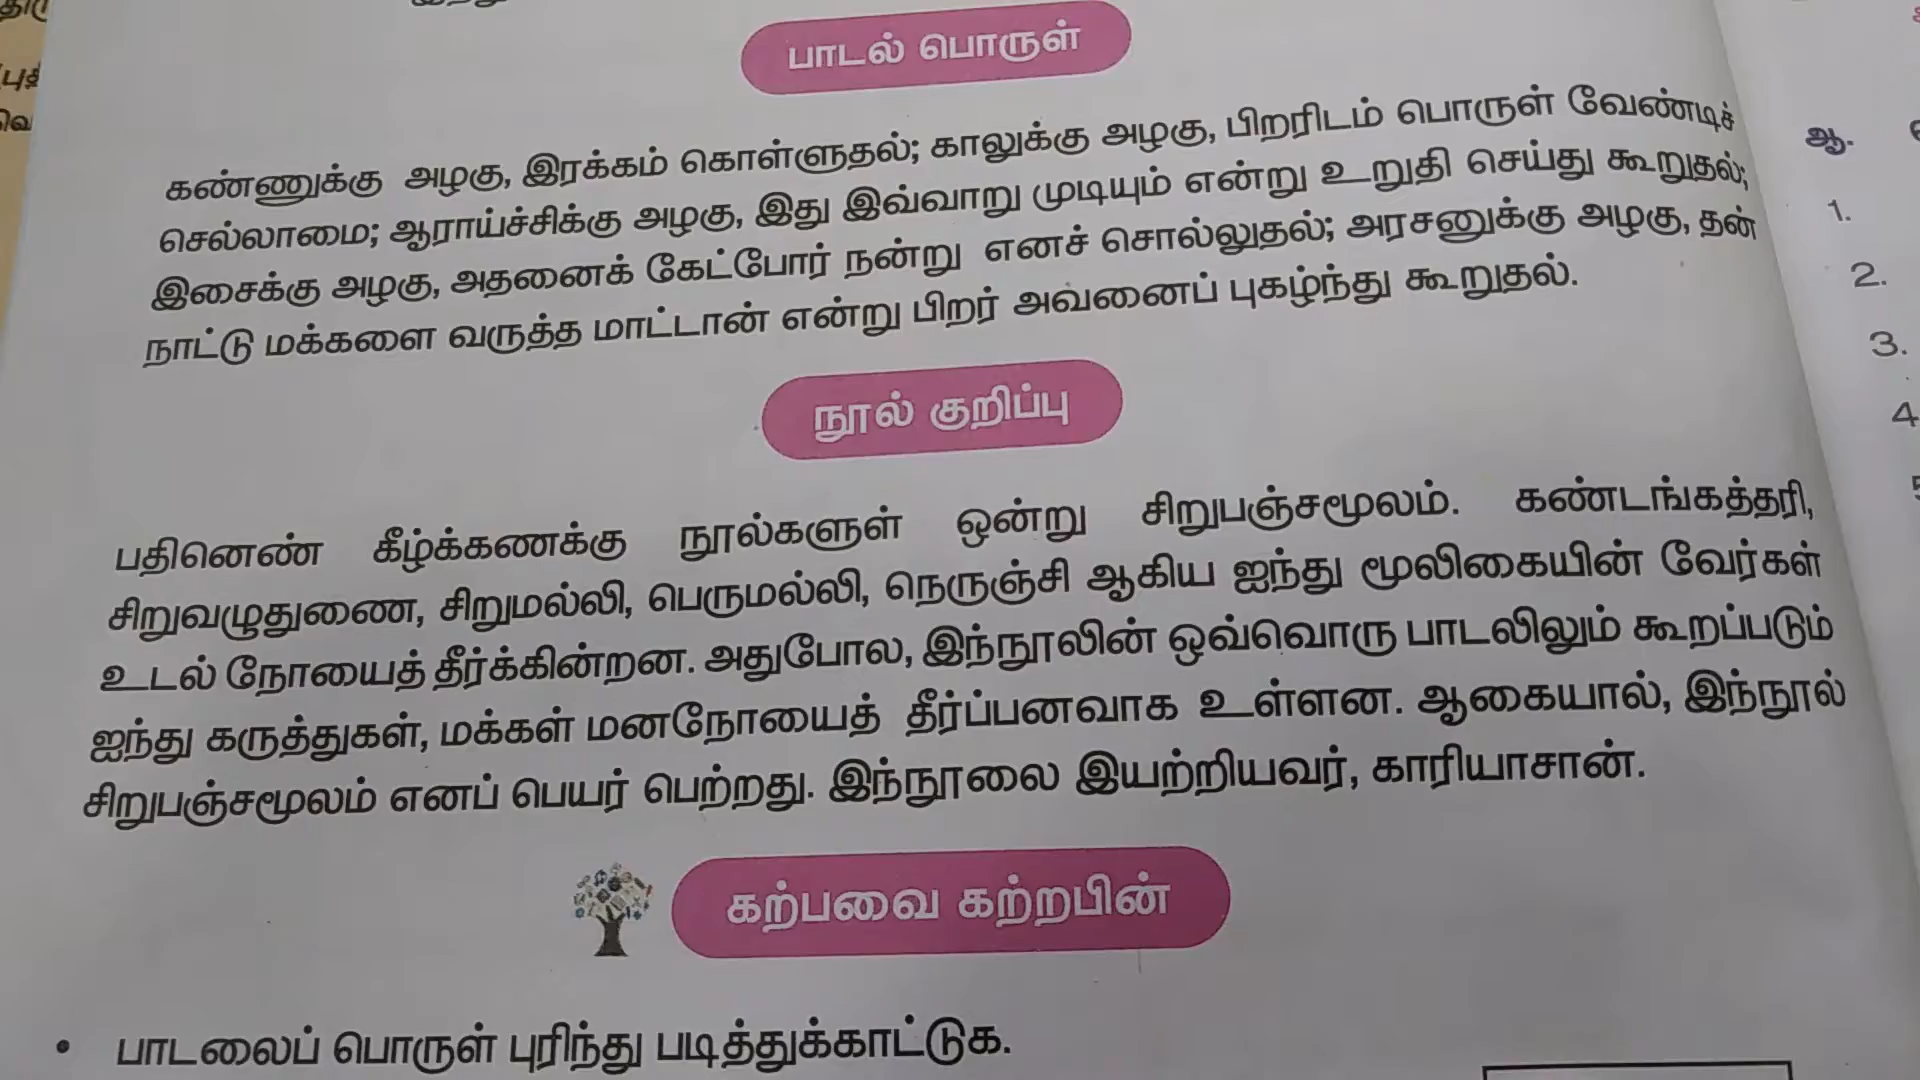 பாடல் பொருள்
கண்ணுக்கு அழகு, இரக்கம் கொள்ளுதல்; காலுக்கு அழகு, பிறரிடம் பொருள் வேண்டிச்
செல்லாமை; ஆராய்ச்சிக்கு அழகு, இது இவ்வாறு முடியும் என்று உறுதி செய்து கூறுதல்;
இசைக்கு அழகு, அதனைக் கேட்போர் நன்று எனச் சொல்லுதல்; அரசனுக்கு அழகு, தன்
நாட்டு மக்களை வருத்த மாட்டான் என்று பிறர் அவனைப் புகழ்ந்து கூறுதல்.
நூல் குறிப்பு
பதினெண் கீழ்க்கணக்கு நூல்களுள் ஒன்று சிறுபஞ்சமூலம். கண்டங்கத்தரி,
சிறுவழுதுணை, சிறுமல்லி, பெருமல்லி, நெருஞ்சி ஆகிய ஐந்து மூலிகையின் வேர்கள்
உடல் நோயைத் தீர்க்கின்றன. அதுபோல, இந்நூலின் ஒவ்வொரு பாடலிலும் கூறப்படும்
ஐந்து கருத்துகள், மக்கள் மனநோயைத் தீர்ப்பனவாக உள்ளன. ஆகையால், இந்நூல்
சிறுபஞ்சமூலம் எனப் பெயர் பெற்றது. இந்நூலை இயற்றியவர், காரியாசான்.
கற்பவை கற்றபின்
• பாடலைப் பொருள் புரிந்து படித்துக்காட்டுக.
ஆ.
1.
2.
3.
4